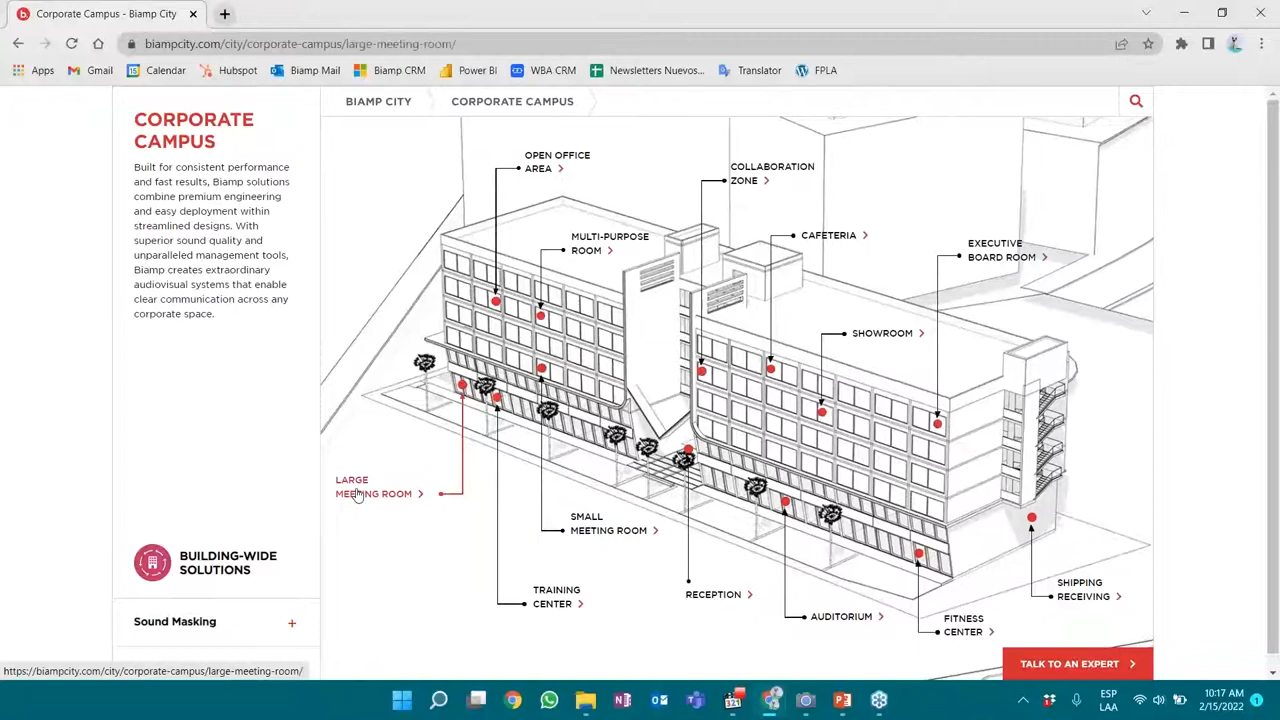 Corporate Campus - Biamp City
biampcity.com/city/corporate-campus/large-meeting-room/
Apps
Gmail
Calendar
Hubspot
Biamp Mail
Biamp CRM
Power BI
WBA CRM
Newsletters Nuevos...
Translator
FPLA
CORPORATE
CAMPUS
Built for consistent performance
and fast results, Biamp solutions
combine premium engineering
and easy deployment within
streamlined designs. With
superior sound quality and
unparalleled management tools,
Biamp creates extraordinary
audiovisual systems that enable
clear communication across any
corporate space.
BUILDING-WIDE
SOLUTIONS
Sound Masking +
BIAMP CITY
CORPORATE CAMPUS
OPEN OFFICE
AREA
COLLABORATION
ZONE
MULTI-PURPOSE
ROOM
CAFETERIA
EXECUTIVE
BOARD ROOM
SHOWROOM
LARGE
MEETING ROOM
SMALL
MEETING ROOM
TRAINING
CENTER
RECEPTION
AUDITORIUM
FITNESS
CENTER
SHIPPING
RECEIVING
TALK TO AN EXPERT
https://biampcity.com/city/corporate-campus/large-meeting-room/
ESP
LAA
10:17 AM
2/15/2022
1